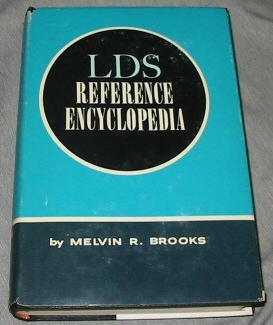 LDS
REFERENCE
ENCYCLOPEDIA
by MELVIN R. BROOKS